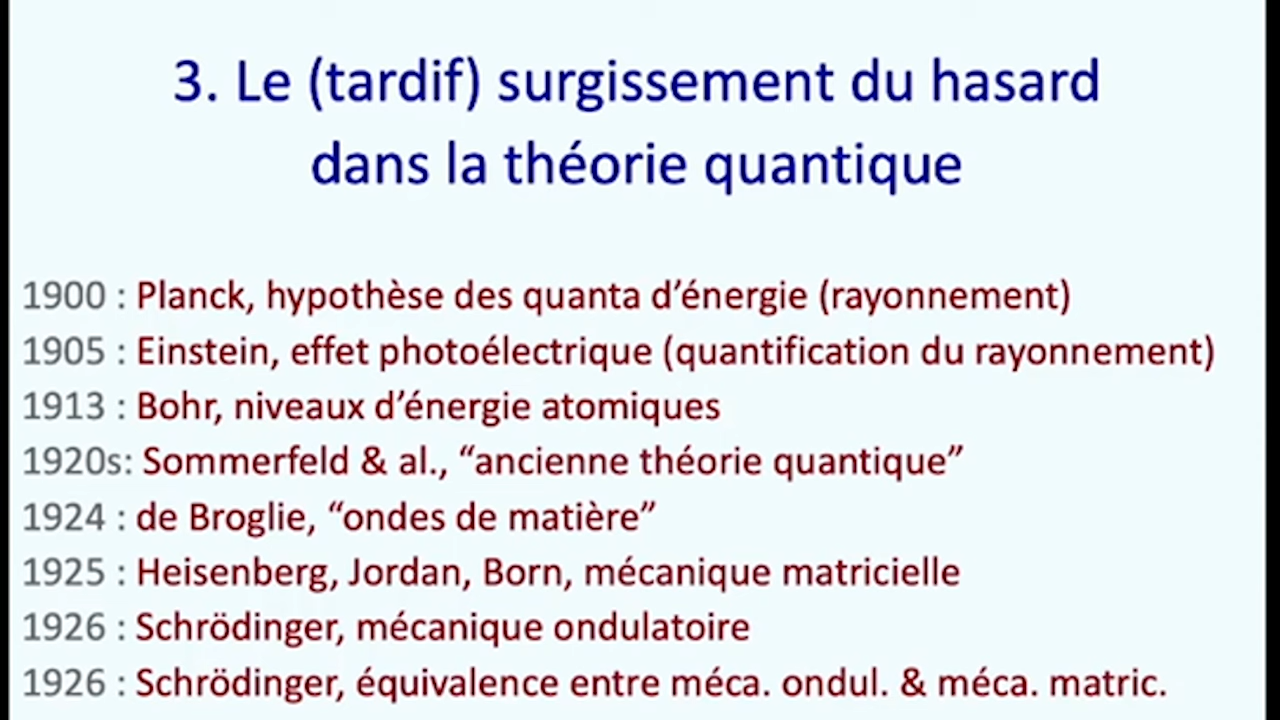 3. Le (tardif) surgissement du hasard
dans la théorie quantique
1900 : Planck, hypothèse des quanta d’énergie (rayonnement)
1905 : Einstein, effet photoélectrique (quantification du rayonnement)
1913 : Bohr, niveaux d’énergie atomiques
1920s: Sommerfeld & al., “ancienne théorie quantique”
1924 : de Broglie, “ondes de matière”
1925 : Heisenberg, Jordan, Born, mécanique matricielle
1926 : Schrödinger, mécanique ondulatoire
1926 : Schrödinger, équivalence entre méca. ondul. & méca. matric.